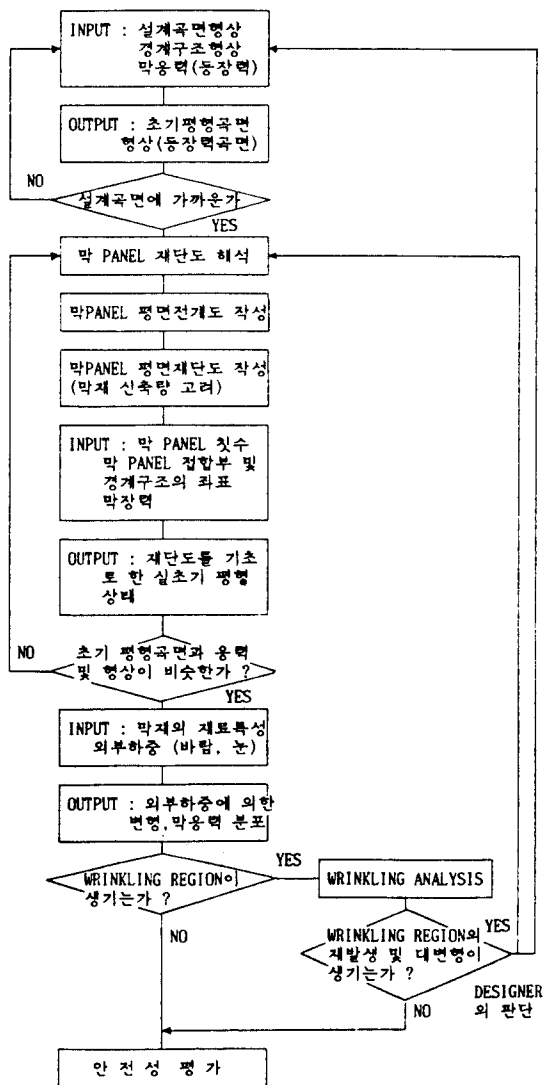 INPUT : 설계곡면형상
경계구조형상
막응력(등장력)
OUTPUT : 초기평형곡면
형상(등장력곡면)
NO
설계곡면에 가까운가
YES
막 PANEL 재단도 해석
막PANEL 평면전개도 작성
막PANEL 평면재단도 작성
(막재 신축량 고려)
INPUT : 막 PANEL 칫수
막 PANEL 접합부 및
경계구조의 좌표
막장력
OUTPUT : 재단도를 기초
로 한 실초기 평형
상태
NO
초기 평형곡면과 응력
및 형상이 비슷한가 ?
YES
INPUT : 막재의 재료특성
외부하중 (바람, 눈)
OUTPUT : 외부하중에 의한
변형,막응력 분포
YES
WRINKLING REGION이
생기는가 ?
WRINKLING ANALYSIS
NO
YES
WRINKLING REGION의
재발생 및 대변형이
생기는가 ?
NO
DESIGNER
의 판단
안 전 성 평 가